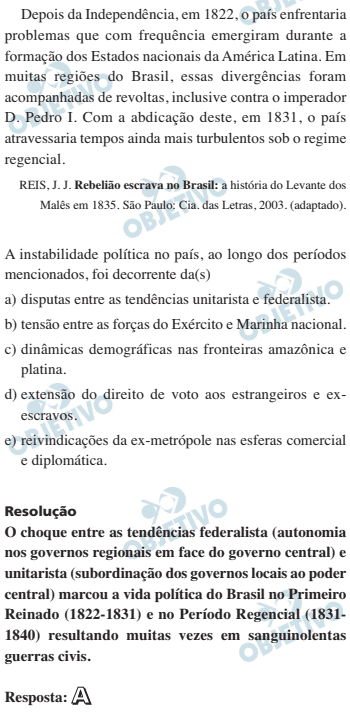 Depois da Independência, em 1822, o país enfrentaria
problemas que com frequência emergiram durante a
formação dos Estados nacionais da América Latina. Em
muitas regiões do Brasil, essas divergências foram
acompanhadas de revoltas, inclusive contra o imperador
D. Pedro I. Com a abdicação deste, em 1831, o país
atravessaria tempos ainda mais turbulentos sob o regime
regencial.
REIS, J. J. Rebelião escrava no Brasil: a história do Levante dos
Malês em 1835. São Paulo: Cia. das Letras, 2003. (adaptado).
A instabilidade política no país, ao longo dos períodos
mencionados, foi decorrente da(s)
a) disputas entre as tendências unitarista e federalista.
b) tensão entre as forças do Exército e Marinha nacional.
c) dinâmicas demográficas nas fronteiras amazônica e
platina.
d) extensão do direito de voto aos estrangeiros e ex-
escravos.
e) reivindicações da ex-metrópole nas esferas comercial
e diplomática.
Resolução
O choque entre as tendências federalista (autonomia
nos governos regionais em face do governo central) e
unitarista (subordinação dos governos locais ao poder
central) marcou a vida política do Brasil no Primeiro
Reinado (1822-1831) e no Período Regencial (1831-
1840) resultando muitas vezes em sanguinolentas
guerras civis.
Resposta: A
OBJETIVO
OBJETIVO
OBJETIVO
OBJETIVO
OBJETIVO
OBJETIVO
OBJETIVO